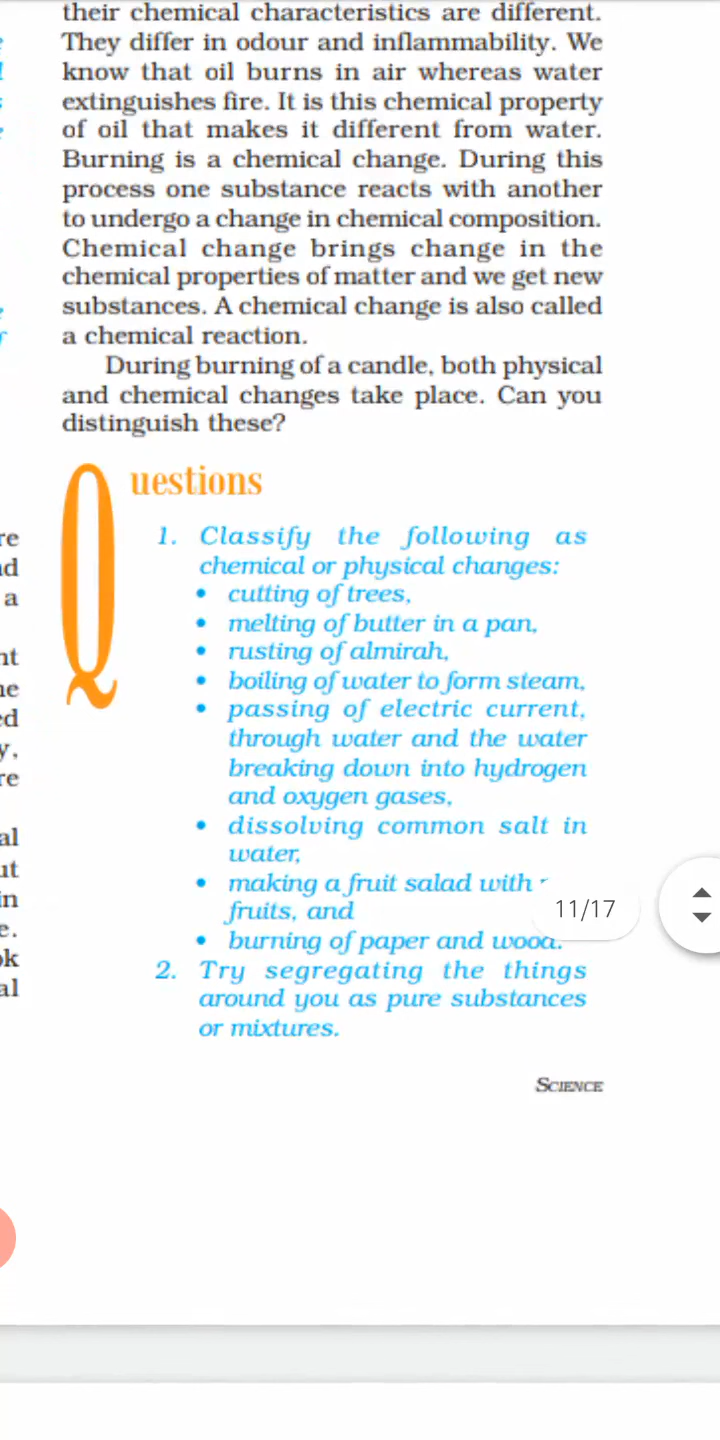 their chemical characteristics are different.
They differ in odour and inflammability. We
know that oil burns in air whereas water
extinguishes fire. It is this chemical property
of oil that makes it different from water.
Burning is a chemical change. During this
process one substance reacts with another
to undergo a change in chemical composition.
Chemical change brings change in the
chemical properties of matter and we get new
substances. A chemical change is also called
a chemical reaction.
During burning of a candle, both physical
and chemical changes take place. Can you
distinguish these?
Questions
1. Classify the following as
chemical or physical changes:
• cutting of trees,
• melting of butter in a pan,
• rusting of almirah,
• boiling of water to form steam,
• passing of electric current,
through water and the water
breaking down into hydrogen
and oxygen gases,
• dissolving common salt in
water,
• making a fruit salad with
fruits, and
• burning of paper and wood.
11/17
2. Try segregating the things
around you as pure substances
or mixtures.
SCIENCE